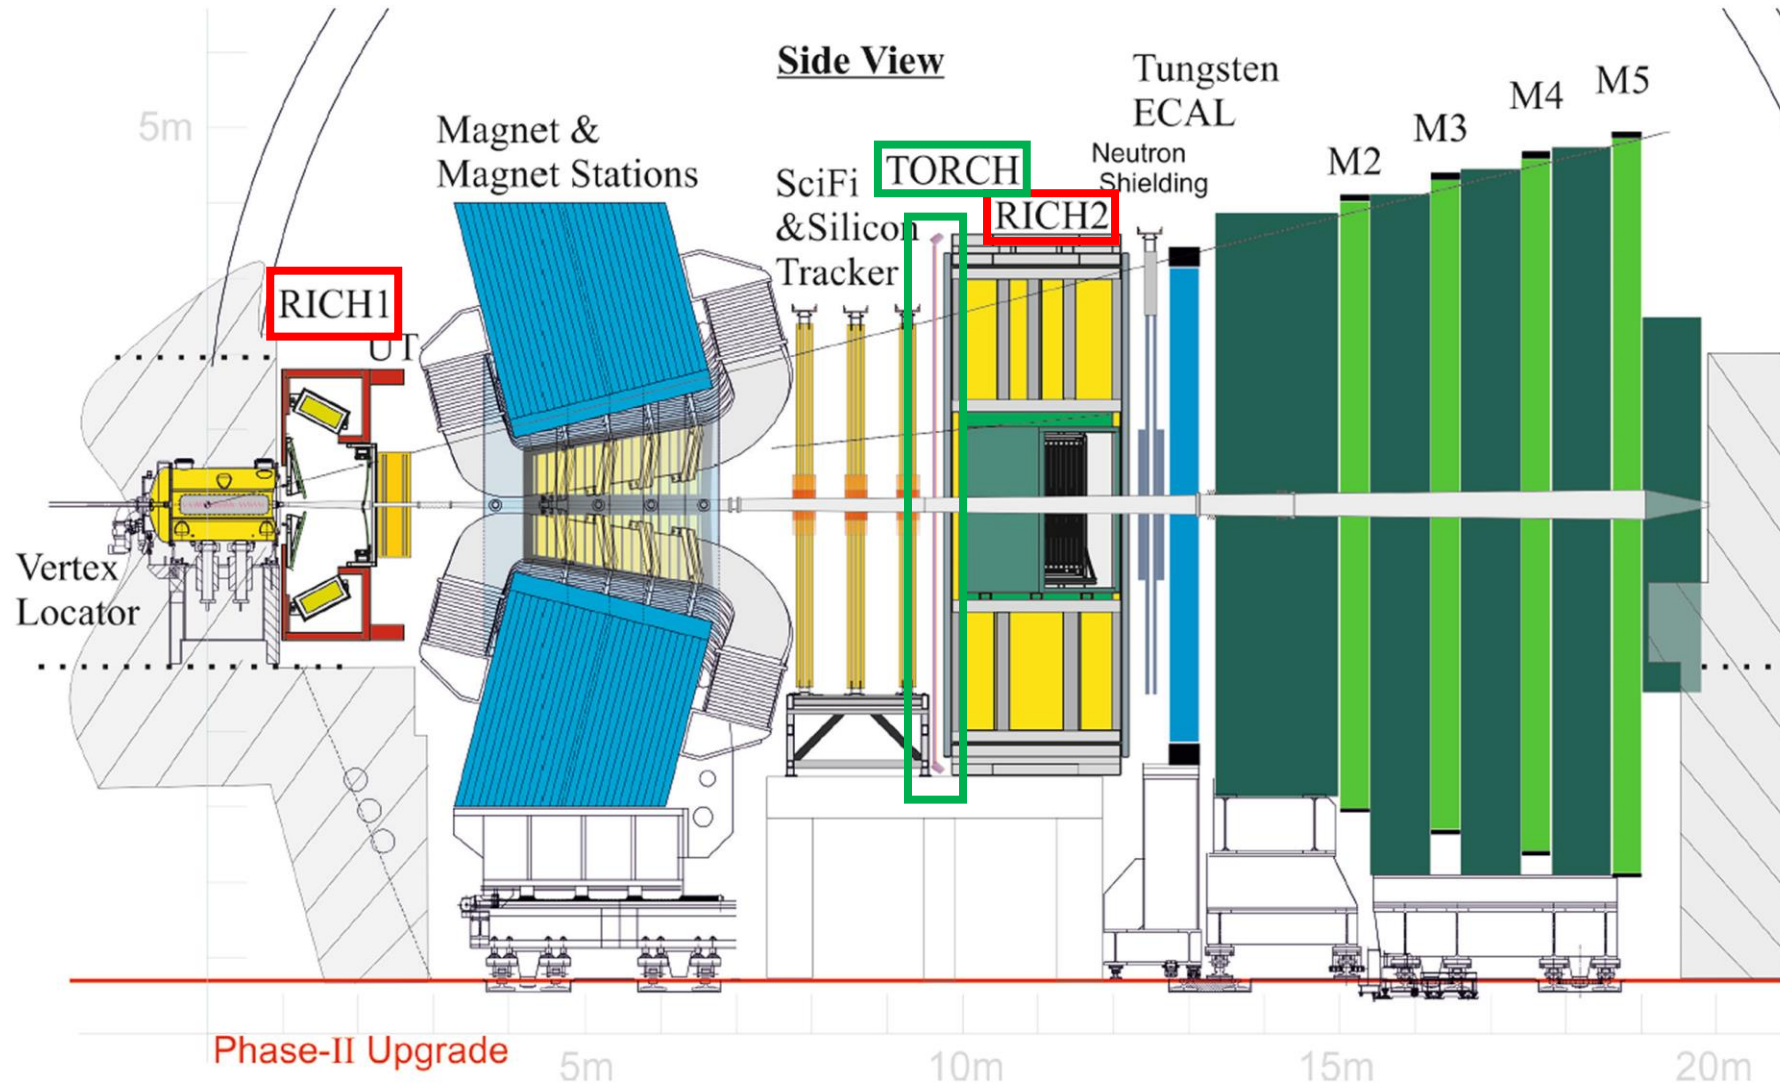 Side View
5m
Magnet &
Magnet Stations
SciFi
&Silicon
Tracker
TORCH
RICH2
Neutron
Shielding
Tungsten
ECAL
M2
M3
M4
M5
RICH1
UT
Vertex
Locator
Phase-II Upgrade
5m
10m
15m
20m